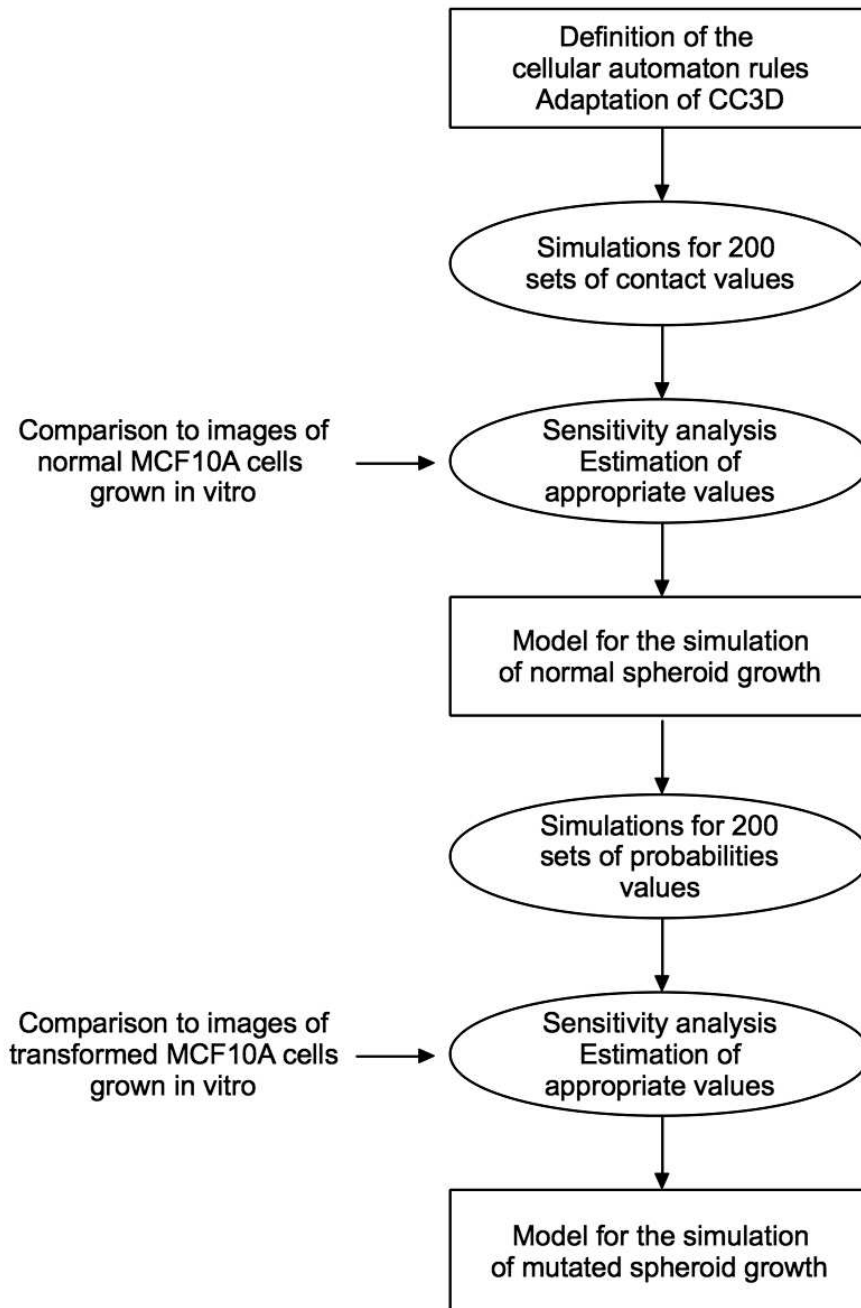 Definition of the
cellular automaton rules
Adaptation of CC3D
Simulations for 200
sets of contact values
Comparison to images of
normal MCF10A cells
grown in vitro
Sensitivity analysis
Estimation of
appropriate values
Model for the simulation
of normal spheroid growth
Simulations for 200
sets of probabilities
values
Comparison to images of
transformed MCF10A cells
grown in vitro
Sensitivity analysis
Estimation of
appropriate values
Model for the simulation
of mutated spheroid growth